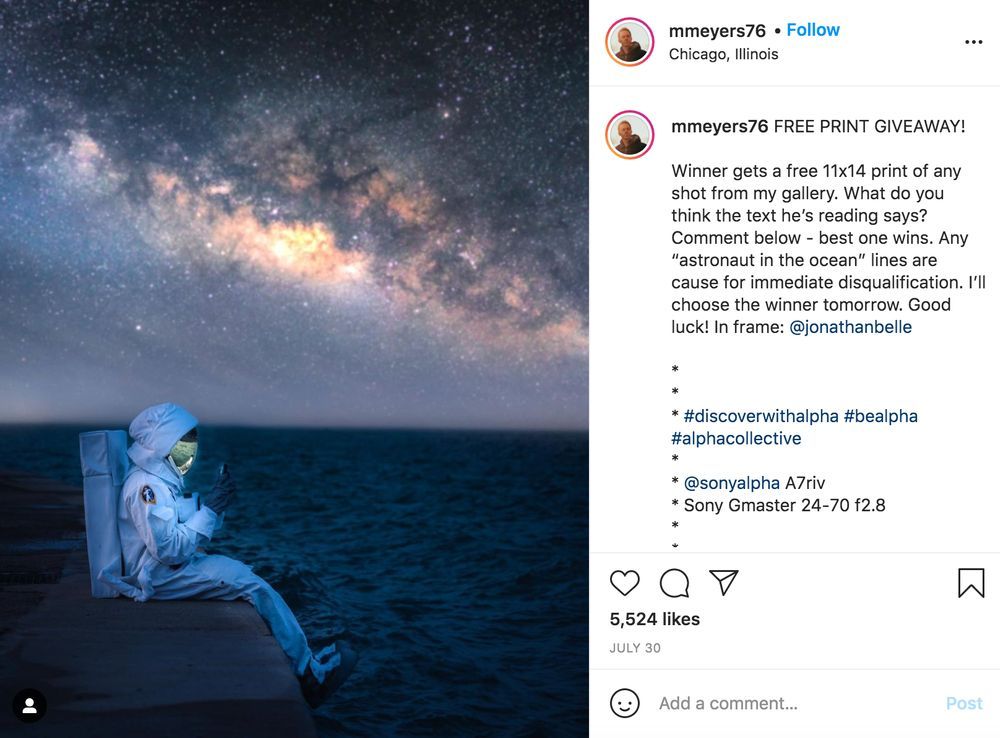 mmeyers76 • Follow
Chicago, Illinois
mmeyers76 FREE PRINT GIVEAWAY!
Winner gets a free 11x14 print of any
shot from my gallery. What do you
think the text he's reading says?
Comment below - best one wins. Any
“astronaut in the ocean” lines are
cause for immediate disqualification. I'll
choose the winner tomorrow. Good
luck! In frame: @jonathanbelle
*
*
* #discoverwithalpha #bealpha
#alphacollective
*
* @sonyalpha A7riv
* Sony Gmaster 24-70 f2.8
*
*
5,524 likes
JULY 30
Add a comment...
Post